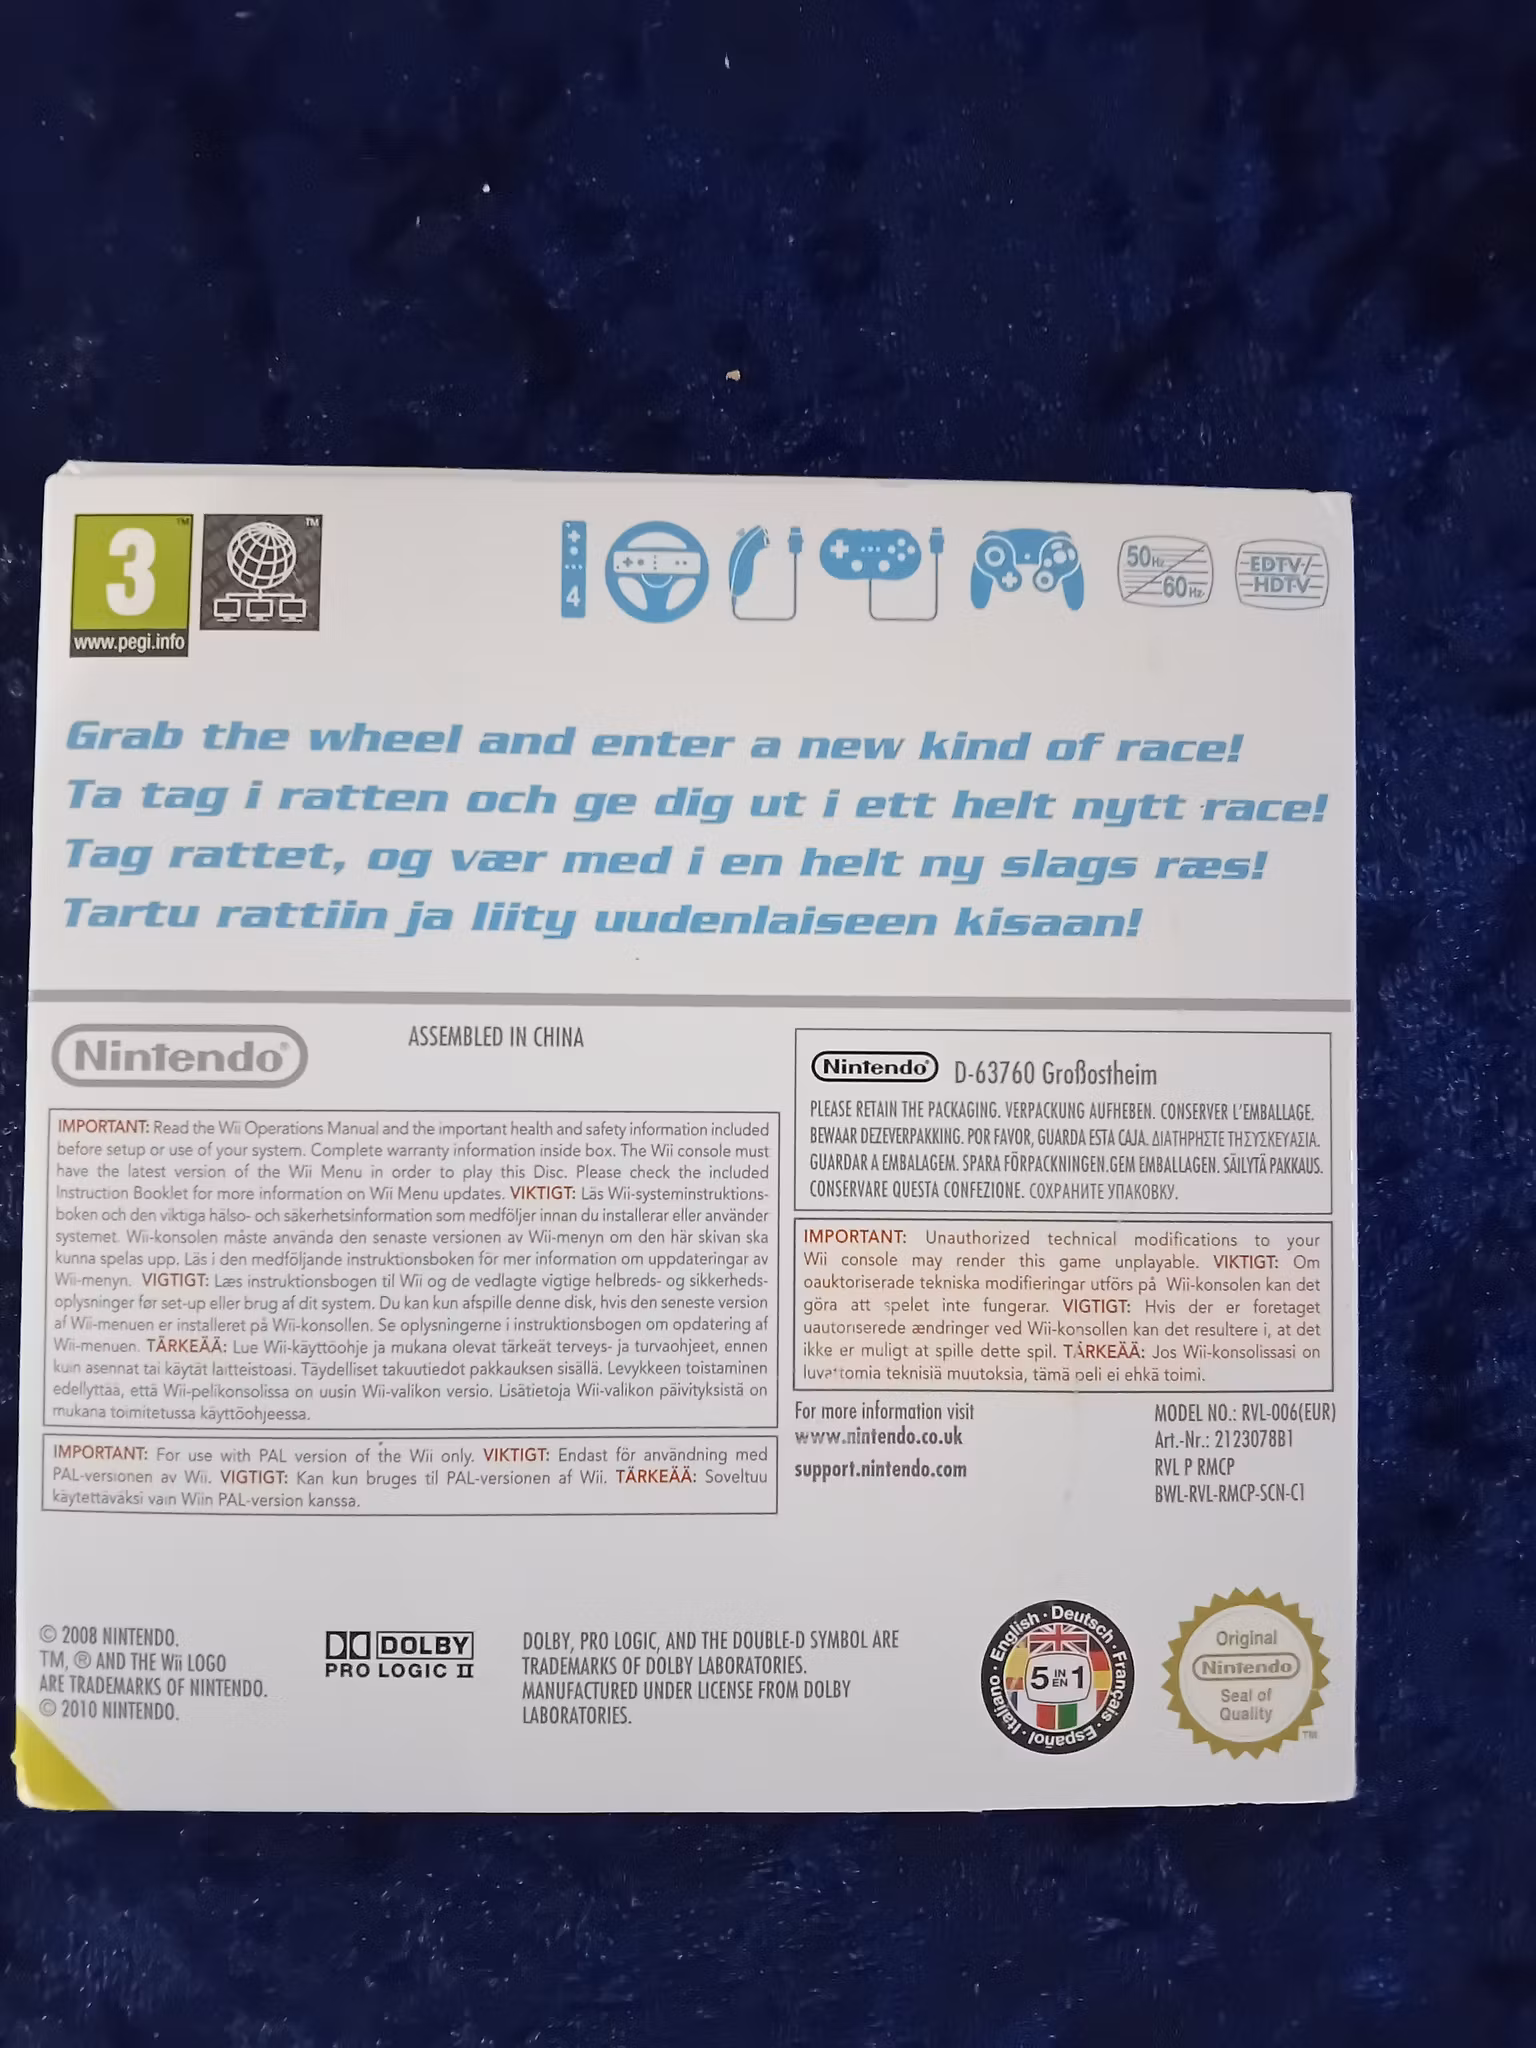 3
TM
www.pegi.info
TM
4
50Hz
60Hz
EDTV/
HDTV
Grab the wheel and enter a new kind of race!
Ta tag i ratten och ge dig ut i ett helt nytt race!
Tag rattet, og vær med i en helt ny slags ræs!
Tartu rattiin ja liity uudenlaiseen kisaan!
Nintendo®
ASSEMBLED IN CHINA
IMPORTANT: Read the Wii Operations Manual and the important health and safety information included
before setup or use of your system. Complete warranty information inside box. The Wii console must
have the latest version of the Wii Menu in order to play this Disc. Please check the included
Instruction Booklet for more information on Wii Menu updates. VIKTIGT: Läs Wii-systeminstruktions-
boken och den viktiga hälso- och säkerhetsinformation som medföljer innan du installerar eller använder
systemet. Wii-konsolen måste använda den senaste versionen av Wii-menyn om den här skivan ska
kunna spelas upp. Läs i den medföljande instruktionsboken för mer information om uppdateringar av
Wii-menyn. VIGTIGT: Læs instruktionsbogen til Wii og de vedlagte vigtige helbreds- og sikkerheds-
oplysninger før set-up eller brug af dit system. Du kan kun afspille denne disk, hvis den seneste version
af Wii-menuen er installeret på Wii-konsollen. Se oplysningerne i instruktionsbogen om opdatering af
Wii-menuen. TÄRKEÄÄ: Lue Wii-käyttöohje ja mukana olevat tärkeät terveys- ja turvaohjeet, ennen
kuin asennat tai käytät laitteistoasi. Täydelliset takuutiedot pakkauksen sisällä. Levykkeen toistaminen
edellyttää, että Wii-pelikonsolissa on uusin Wii-valikon versio. Lisätietoja Wii-valikon päivityksistä on
mukana toimitetussa käyttöohjeessa.
IMPORTANT: For use with PAL version of the Wii only. VIKTIGT: Endast för användning med
PAL-versionen av Wii. VIGTIGT: Kan kun bruges til PAL-versionen af Wii. TÄRKEÄÄ: Soveltuu
käytettäväksi vain Wiin PAL-version kanssa.
Nintendo® D-63760 Großostheim
PLEASE RETAIN THE PACKAGING. VERPACKUNG AUFHEBEN. CONSERVER L'EMBALLAGE.
BEWAAR DEZEVERPAKKING. POR FAVOR, GUARDA ESTA CAJA. ΔΙΑΤΗΡΗΣΤΕ ΤΗΣΥΣΚΕΥΑΣΙΑ.
GUARDAR A EMBALAGEM. SPARA FÖRPACKNINGEN.GEM EMBALLAGEN. SÄILYTÄ PAKKAUS.
CONSERVARE QUESTA CONFEZIONE. СОХРАНИТЕ УПАКОВКУ.
IMPORTANT: Unauthorized technical modifications to your
Wii console may render this game unplayable. VIKTIGT: Om
oauktoriserade tekniska modifieringar utförs på Wii-konsolen kan det
göra att spelet inte fungerar. VIGTIGT: Hvis der er foretaget
uautoriserede ændringer ved Wii-konsollen kan det resultere i, at det
ikke er muligt at spille dette spil. TÄRKEÄÄ: Jos Wii-konsolissasi on
luvattomia teknisiä muutoksia, tämä peli ei ehkä toimi.
For more information visit
www.nintendo.co.uk
support.nintendo.com
MODEL NO.: RVL-006(EUR)
Art.-Nr.: 2123078B1
RVL P RMCP
BWL-RVL-RMCP-SCN-C1
© 2008 NINTENDO.
TM, ® AND THE Wii LOGO
ARE TRADEMARKS OF NINTENDO.
© 2010 NINTENDO.
DOLBY
PRO LOGIC II
DOLBY, PRO LOGIC, AND THE DOUBLE-D SYMBOL ARE
TRADEMARKS OF DOLBY LABORATORIES.
MANUFACTURED UNDER LICENSE FROM DOLBY
LABORATORIES.
English · Deutsch · Français · Español · Italiano ·
5 IN EN 1
Original
Nintendo
Seal of
Quality
TM